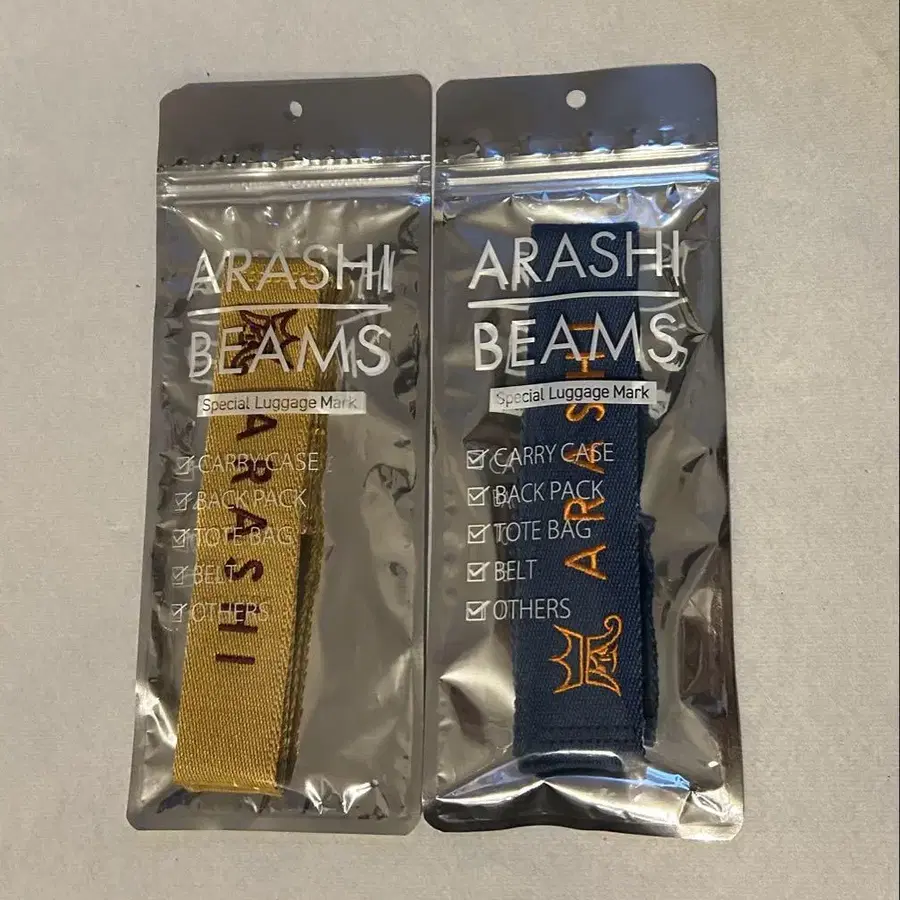 ARASHI
BEAMS
Special Luggage Mark
CARRY CASE
BACK PACK
TOTE BAG
BELT
OTHERS
ARASHI
ARASHI
BEAMS
Special Luggage Mark
CARRY CASE
BACK PACK
TOTE BAG
BELT
OTHERS
ARASHI